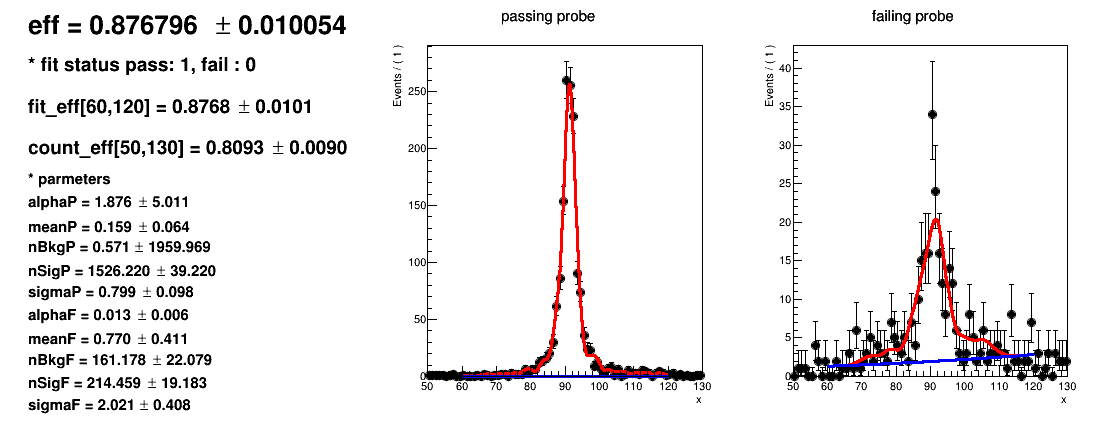 eff = 0.876796 ± 0.010054
* fit status pass: 1, fail : 0
fit_eff[60,120] = 0.8768 ± 0.0101
count_eff[50,130] = 0.8093 ± 0.0090
* parmeters
alphaP = 1.876 ± 5.011
meanP = 0.159 ± 0.064
nBkgP = 0.571 ± 1959.969
nSigP = 1526.220 ± 39.220
sigmaP = 0.799 ± 0.098
alphaF = 0.013 ± 0.006
meanF = 0.770 ± 0.411
nBkgF = 161.178 ± 22.079
nSigF = 214.459 ± 19.183
sigmaF = 2.021 ± 0.408
passing probe
Events / ( 1 )
250
200
150
100
50
0
50 60 70 80 90 100 110 120 130
x
failing probe
Events / ( 1 )
40
35
30
25
20
15
10
5
0
50 60 70 80 90 100 110 120 130
x